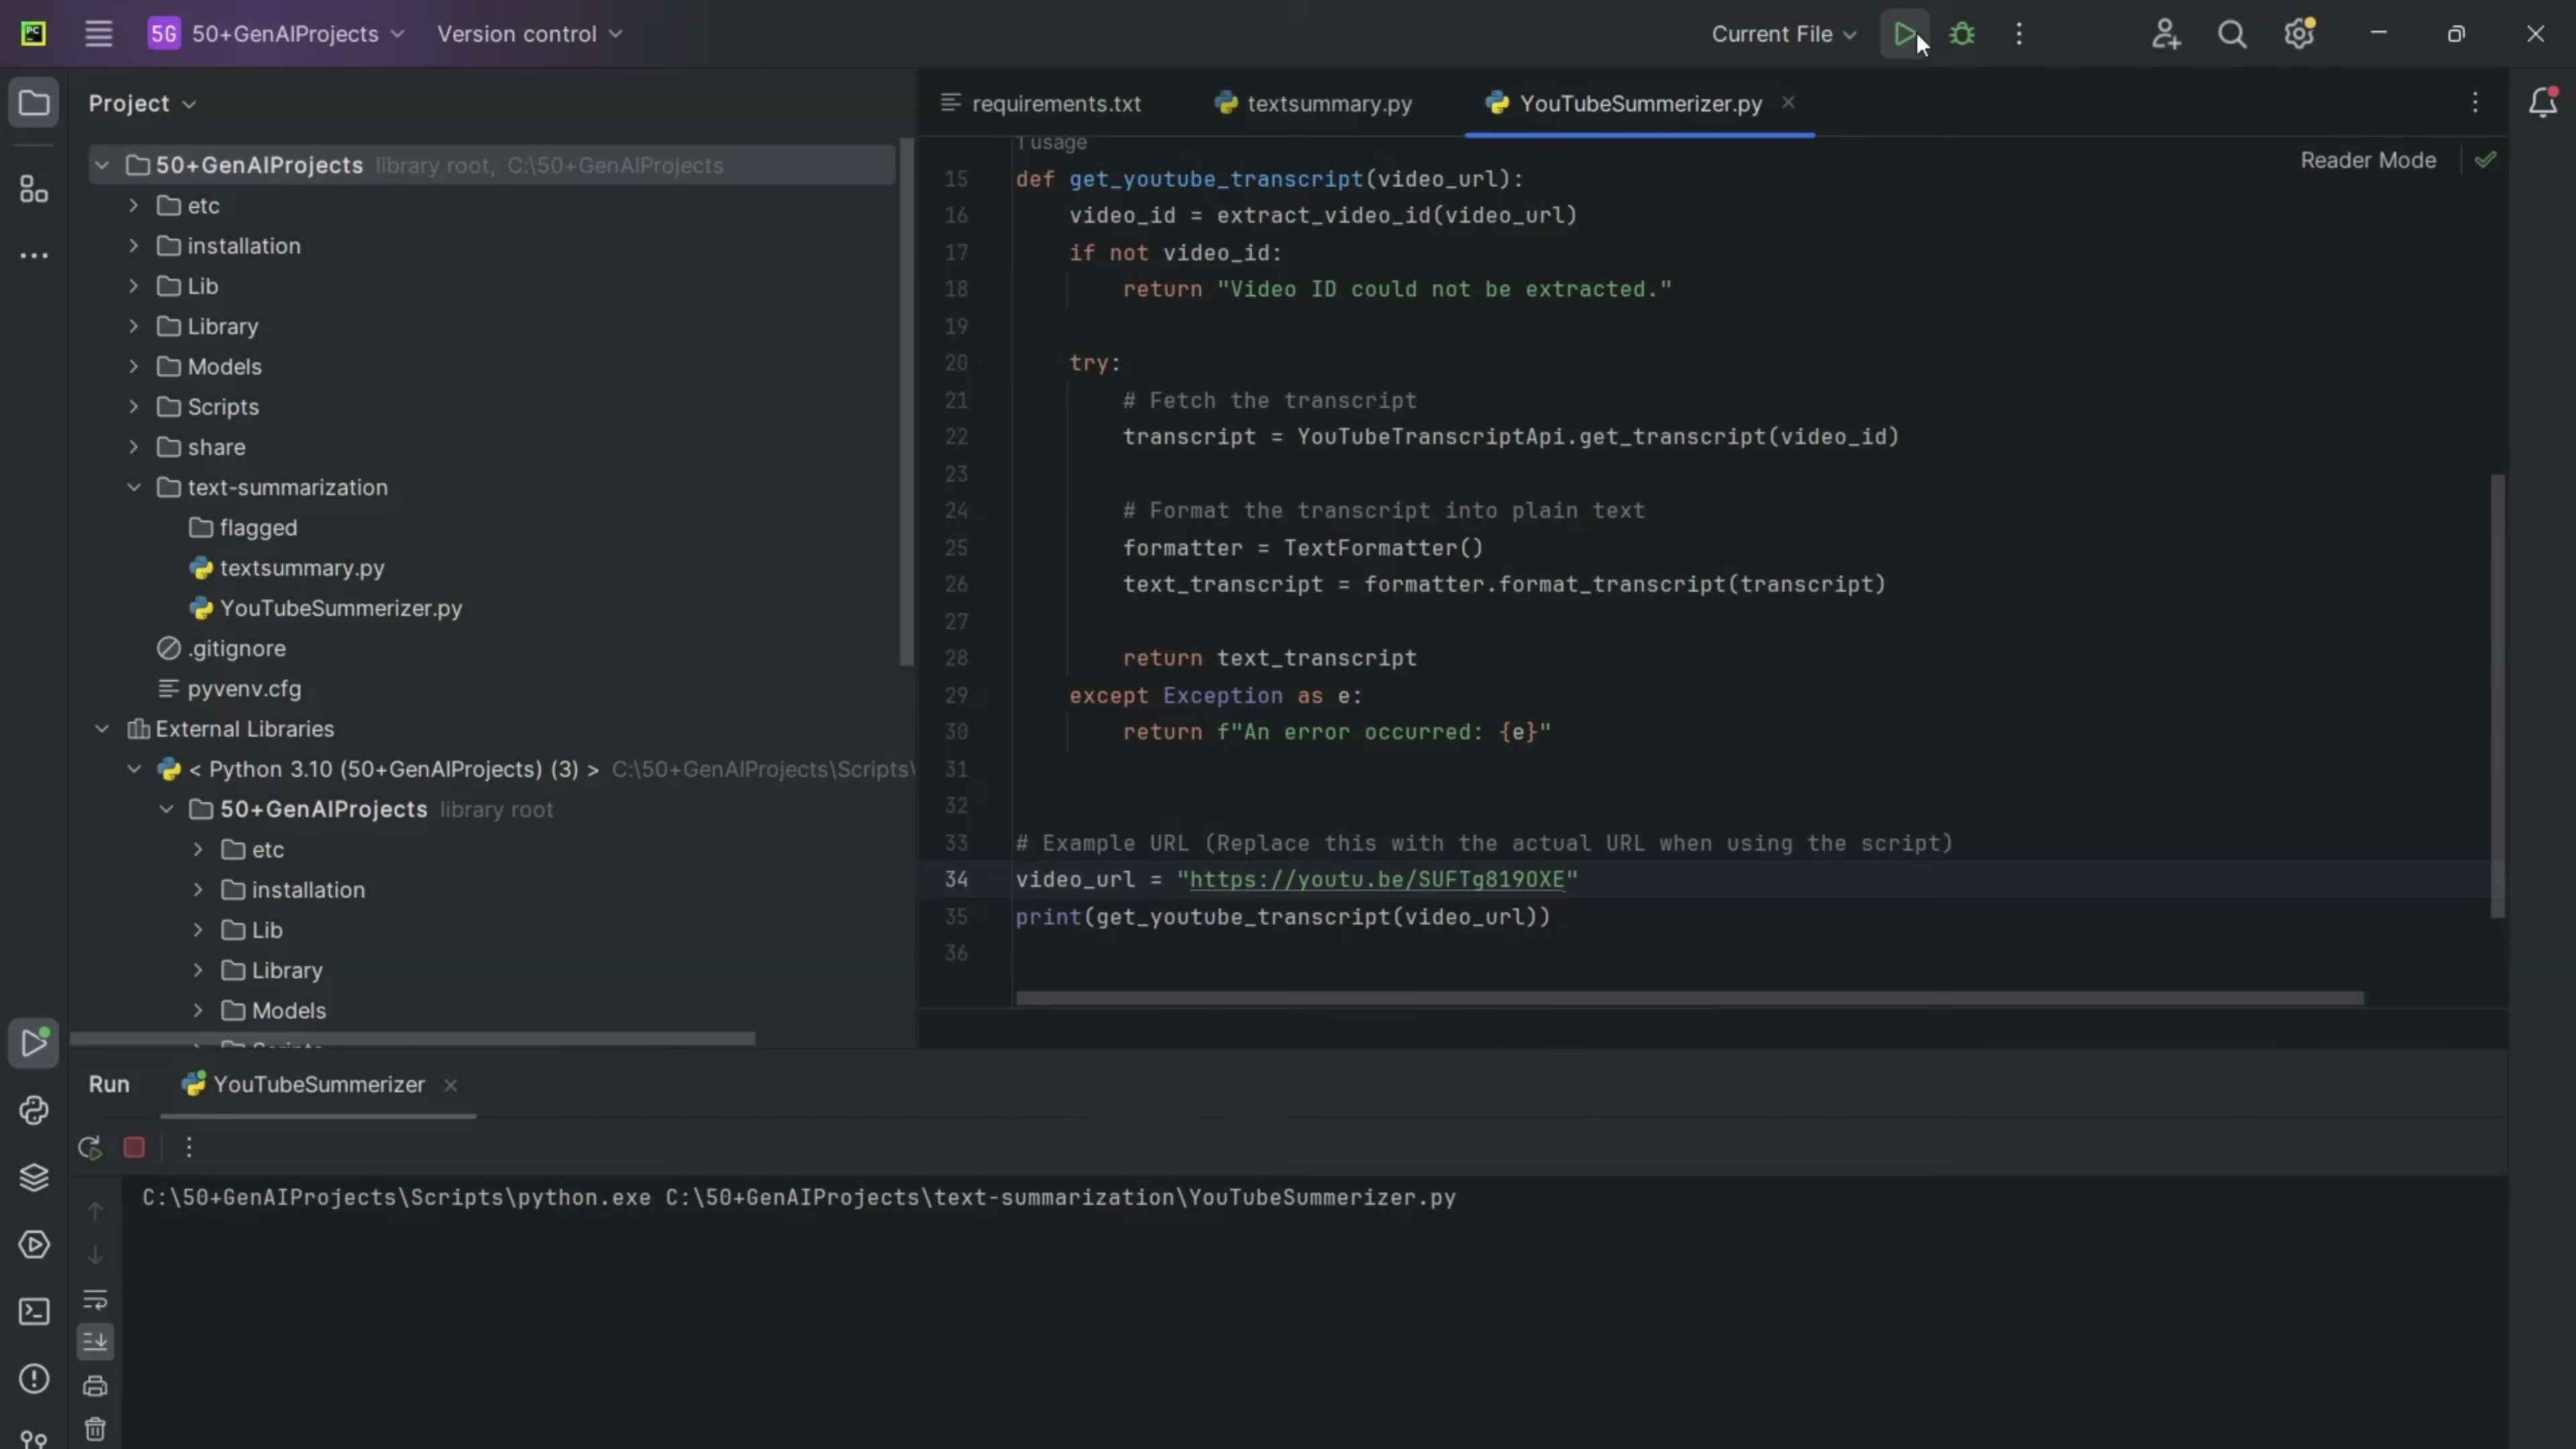 PC
5G 50+GenAIProjects
Version control
Current File
Project
requirements.txt
textsummary.py
YouTubeSummerizer.py
Reader Mode
50+GenAIProjects library root, C:\50+GenAIProjects
etc
installation
Lib
Library
Models
Scripts
share
text-summarization
flagged
textsummary.py
YouTubeSummerizer.py
.gitignore
pyvenv.cfg
External Libraries
< Python 3.10 (50+GenAIProjects) (3) > C:\50+GenAIProjects\Scripts\
50+GenAIProjects library root
etc
installation
Lib
Library
Models
Scripts
1 usage
15 def get_youtube_transcript(video_url):
16 video_id = extract_video_id(video_url)
17 if not video_id:
18 return "Video ID could not be extracted."
19
20 try:
21 # Fetch the transcript
22 transcript = YouTubeTranscriptApi.get_transcript(video_id)
23
24 # Format the transcript into plain text
25 formatter = TextFormatter()
26 text_transcript = formatter.format_transcript(transcript)
27
28 return text_transcript
29 except Exception as e:
30 return f"An error occurred: {e}"
31
32
33 # Example URL (Replace this with the actual URL when using the script)
34 video_url = "https://youtu.be/SUFTg8190XE"
35 print(get_youtube_transcript(video_url))
36
Run
YouTubeSummerizer
C:\50+GenAIProjects\Scripts\python.exe C:\50+GenAIProjects\text-summarization\YouTubeSummerizer.py